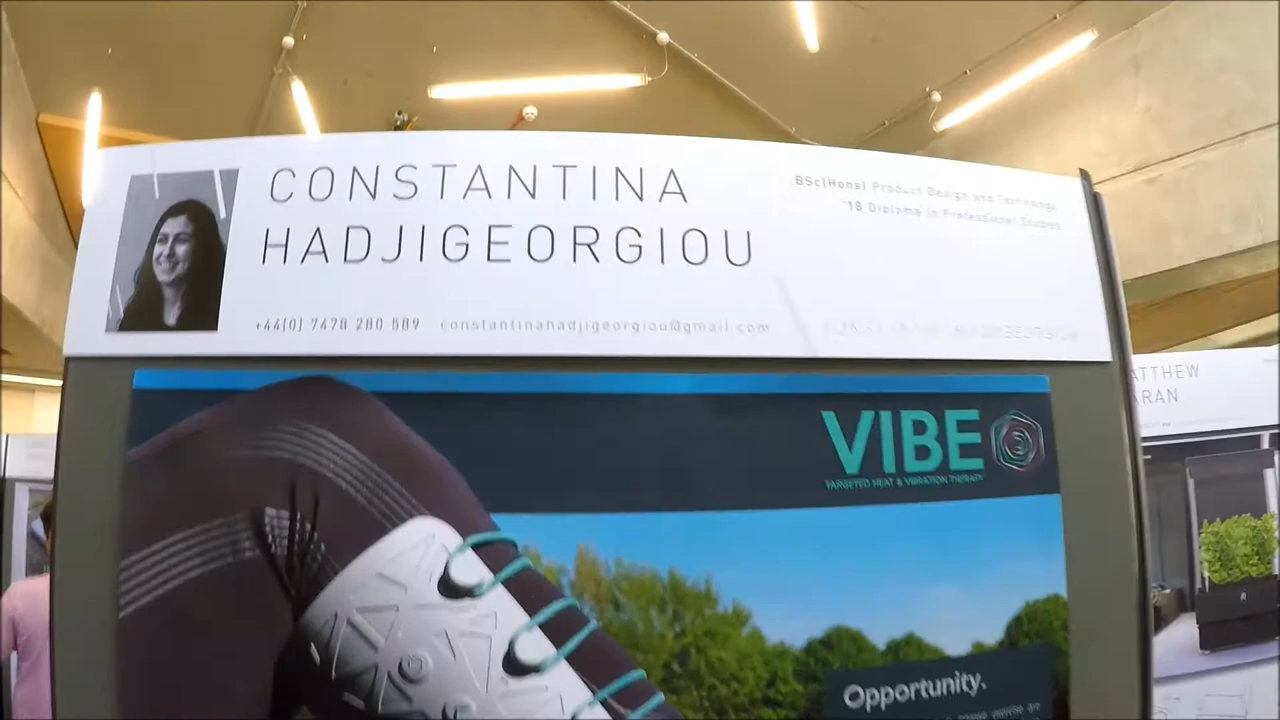 CONSTANTINA
HADJIGEORGIOU
BSc(Hons) Product Design and Technology
'18 Diploma in Professional Studies
+44(0) 7478 280 589 constantinahadjigeorgiou@gmail.com
VIBE
TARGETED HEAT & VIBRATION THERAPY
Opportunity.
ATTHEW
ARAN